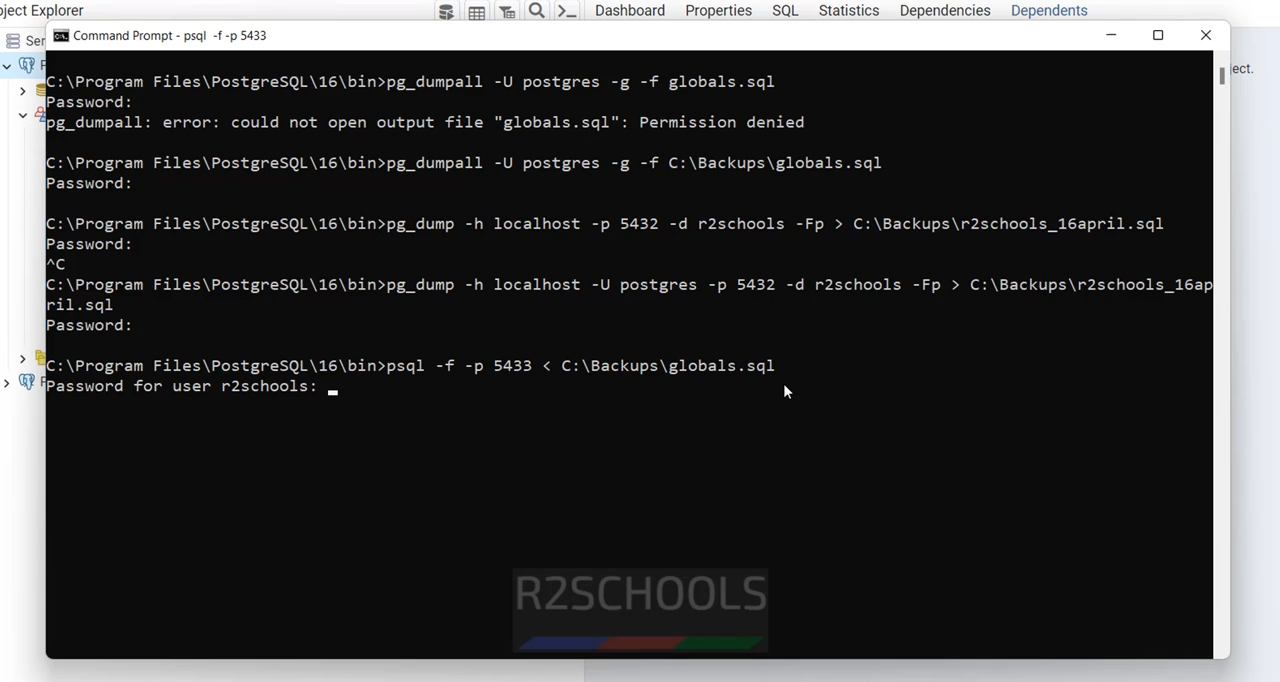 oject Explorer
Dashboard Properties SQL Statistics Dependencies Dependents
Ser
Command Prompt - psql -f -p 5433
ect.
C:\Program Files\PostgreSQL\16\bin>pg_dumpall -U postgres -g -f globals.sql
Password:
pg_dumpall: error: could not open output file "globals.sql": Permission denied
C:\Program Files\PostgreSQL\16\bin>pg_dumpall -U postgres -g -f C:\Backups\globals.sql
Password:
C:\Program Files\PostgreSQL\16\bin>pg_dump -h localhost -p 5432 -d r2schools -Fp > C:\Backups\r2schools_16april.sql
Password:
^C
C:\Program Files\PostgreSQL\16\bin>pg_dump -h localhost -U postgres -p 5432 -d r2schools -Fp > C:\Backups\r2schools_16ap
ril.sql
Password:
C:\Program Files\PostgreSQL\16\bin>psql -f -p 5433 < C:\Backups\globals.sql
Password for user r2schools:
R2SCHOOLS